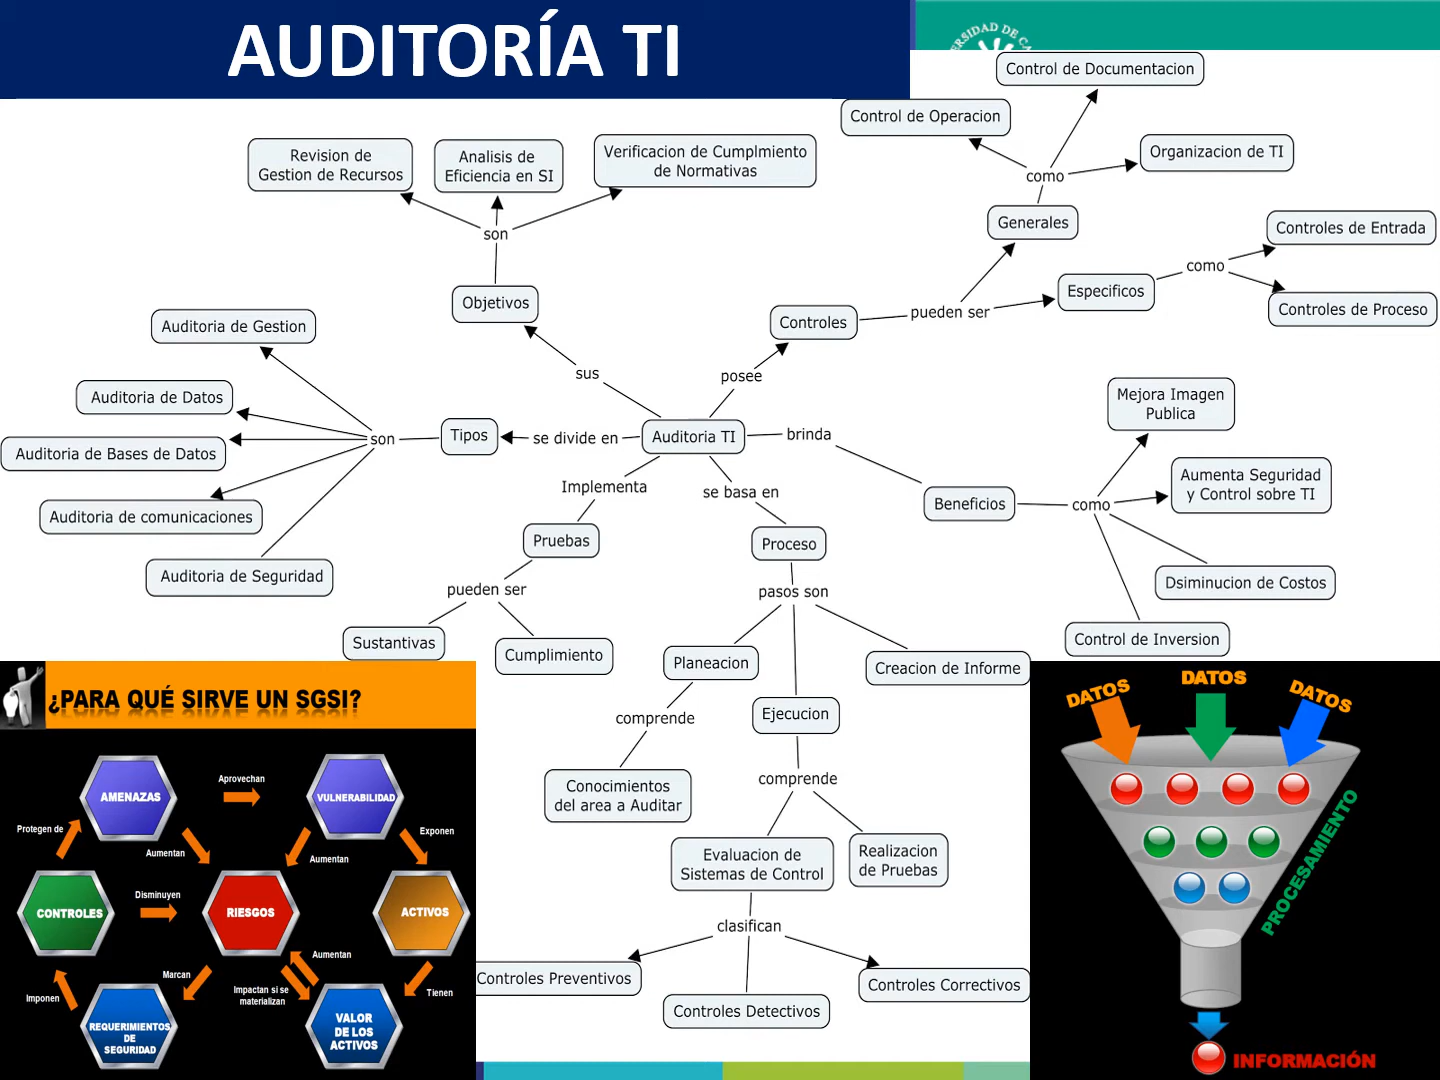 AUDITORÍA TI
Control de Documentacion
Control de Operacion
como
Organizacion de TI
Generales
Revision de
Gestion de Recursos
Analisis de
Eficiencia en SI
Verificacion de Cumplmiento
de Normativas
son
Objetivos
sus
Controles de Entrada
como
Especificos
Controles de Proceso
pueden ser
Controles
posee
Auditoria de Gestion
Auditoria de Datos
Auditoria de Bases de Datos
Auditoria de comunicaciones
Auditoria de Seguridad
son
Tipos
se divide en
Auditoria TI
brinda
Beneficios
como
Mejora Imagen
Publica
Aumenta Seguridad
y Control sobre TI
Dsiminucion de Costos
Control de Inversion
Implementa
Pruebas
pueden ser
Sustantivas
Cumplimiento
se basa en
Proceso
pasos son
Planeacion
Creacion de Informe
Ejecucion
comprende
Conocimientos
del area a Auditar
comprende
Evaluacion de
Sistemas de Control
Realizacion
de Pruebas
clasifican
Controles Preventivos
Controles Detectivos
Controles Correctivos
¿PARA QUÉ SIRVE UN SGSI?
AMENAZAS
Aprovechan
VULNERABILIDAD
Protegen de
Aumentan
Aumentan
Exponen
CONTROLES
Disminuyen
RIESGOS
ACTIVOS
Imponen
Marcan
Impactan si se
materializan
Aumentan
Tienen
REQUERIMIENTOS
DE
SEGURIDAD
VALOR
DE LOS
ACTIVOS
DATOS
DATOS
DATOS
PROCESAMIENTO
INFORMACIÓN